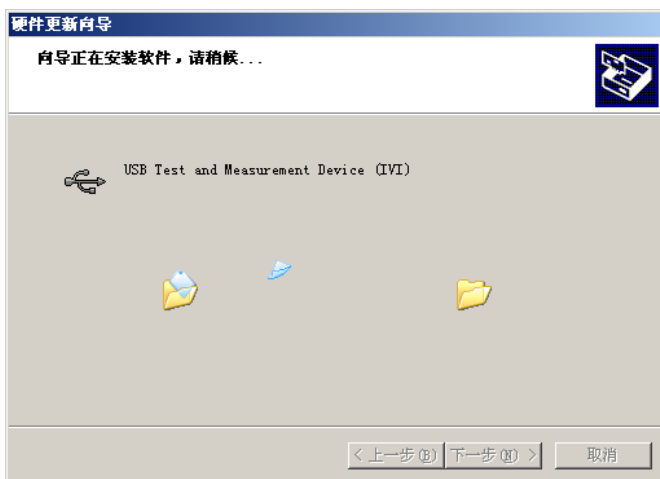 硬件更新向导
向导正在安装软件，请稍候...
USB Test and Measurement Device (IVI)
< 上一步(B) 下一步(N) > 取消